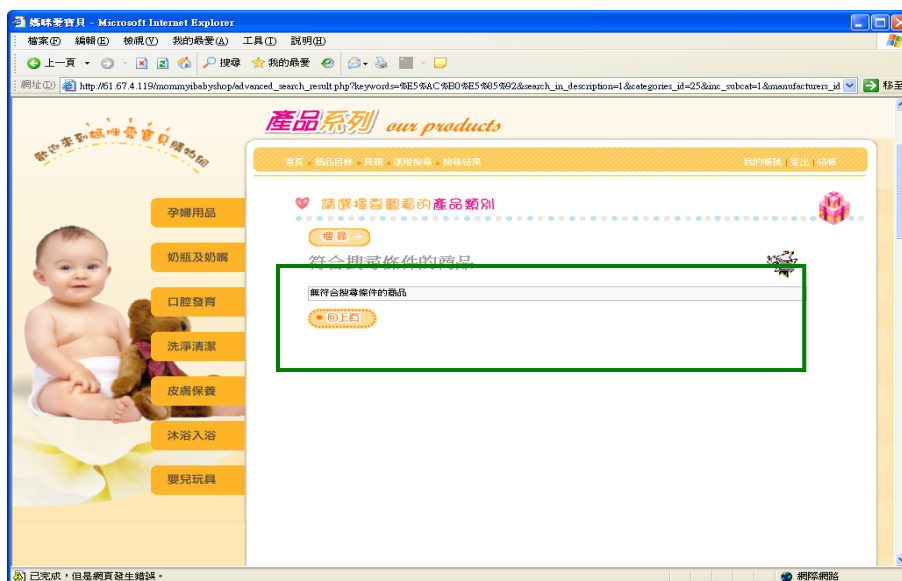 媽咪愛寶貝 - Microsoft Internet Explorer
檔案(F) 編輯(E) 檢視(V) 我的最愛(A) 工具(T) 說明(H)
上一頁 搜尋 我的最愛
網址(D) http://61.67.4.119/mommyibabyshop/advanced_search_result.php?keywords=%E5%AC%B0%E5%85%92&search_in_description=1&categories_id=25&inc_subcat=1&manufacturers_id 移至
歡迎來到媽咪愛寶貝購物網
產品系列 our products
首頁 » 商品目錄 » 貝親 » 進階搜尋 » 搜尋結果 我的帳號 | 登出 | 結帳
請選擇要觀看的產品類別
搜尋
符合搜尋條件的商品
無符合搜尋條件的商品
回上頁
孕婦用品
奶瓶及奶嘴
口腔發育
洗淨清潔
皮膚保養
沐浴入浴
嬰兒玩具
已完成,但是網頁發生錯誤。 網際網路